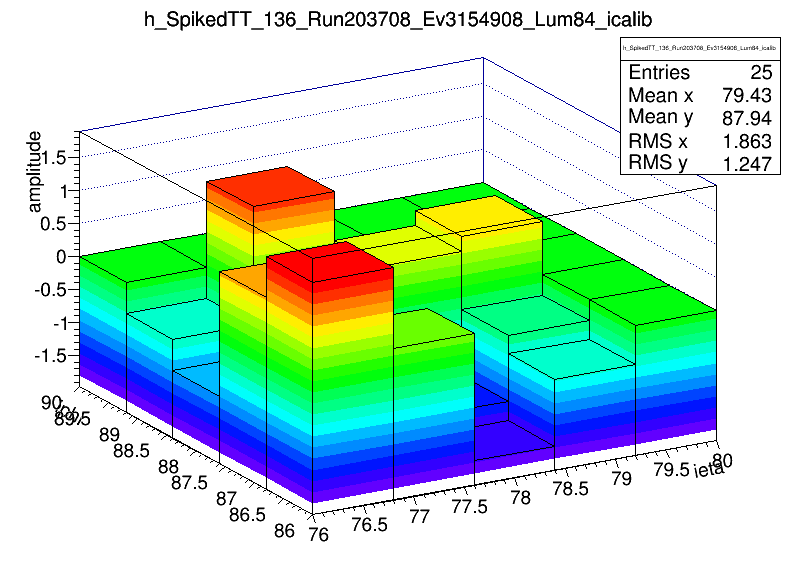 h_SpikedTT_136_Run203708_Ev3154908_Lum84_icalib
h_SpikedTT_136_Run203708_Ev3154908_Lum84_icalib
Entries 25
Mean x 79.43
Mean y 87.94
RMS x 1.863
RMS y 1.247
amplitude
1.5
1
0.5
0
-0.5
-1
-1.5
90
89.5
89
88.5
88
87.5
87
86.5
86
76
76.5
77
77.5
78
78.5
79
79.5
80
ieta